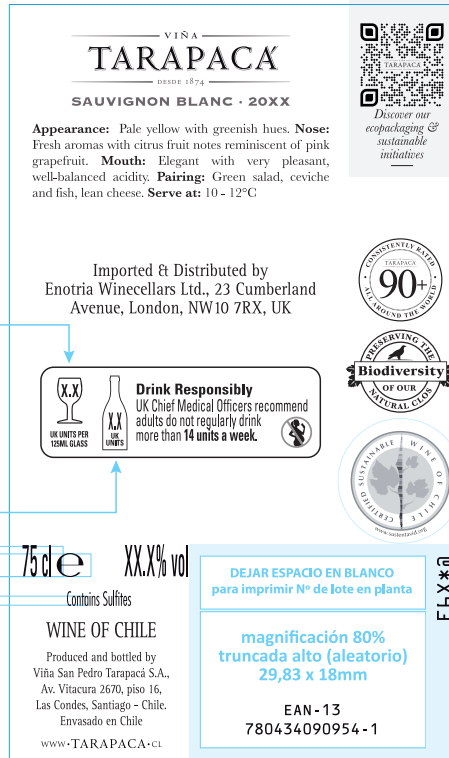 VIÑA
TARAPACÁ
DESDE 1874
SAUVIGNON BLANC · 20XX
Appearance: Pale yellow with greenish hues. Nose:
Fresh aromas with citrus fruit notes reminiscent of pink
grapefruit. Mouth: Elegant with very pleasant,
well-balanced acidity. Pairing: Green salad, ceviche
and fish, lean cheese. Serve at: 10 - 12°C
TARAPACÁ
Discover our
ecopackaging &
sustainable
initiatives
Imported & Distributed by
Enotria Winecellars Ltd., 23 Cumberland
Avenue, London, NW10 7RX, UK
CONSISTENTLY RATED
TARAPACÁ
90+
ALL AROUND THE WORLD
PRESERVING THE
Biodiversity
OF OUR
NATURAL CLOS
X.X
UK UNITS PER
125ML GLASS
X.X
UK
UNITS
Drink Responsibly
UK Chief Medical Officers recommend
adults do not regularly drink
more than 14 units a week.
CERTIFIED SUSTAINABLE WINE OF CHILE
www.sustentavid.org
75 cl e XX.X% vol
Contains Sulfites
WINE OF CHILE
Produced and bottled by
Viña San Pedro Tarapacá S.A.,
Av. Vitacura 2670, piso 16,
Las Condes, Santiago - Chile.
Envasado en Chile
WWW·TARAPACA·CL
DEJAR ESPACIO EN BLANCO
para imprimir Nº de lote en planta
magnificación 80%
truncada alto (aleatorio)
29,83 x 18mm
EAN-13
780434090954-1